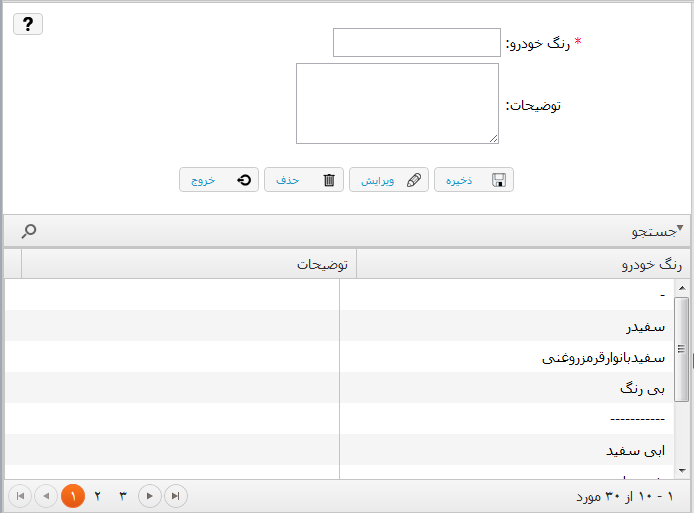 ?
* رنگ خودرو:
توضیحات:
ذخیره ویرایش حذف خروج
جستجو
رنگ خودرو توضیحات
-
سفیدر
سفیدبانوارقرمزروغنی
بی رنگ
-----------
ابی سفید
۱ - ۱۰ از ۳۰ مورد
۱ ۲ ۳